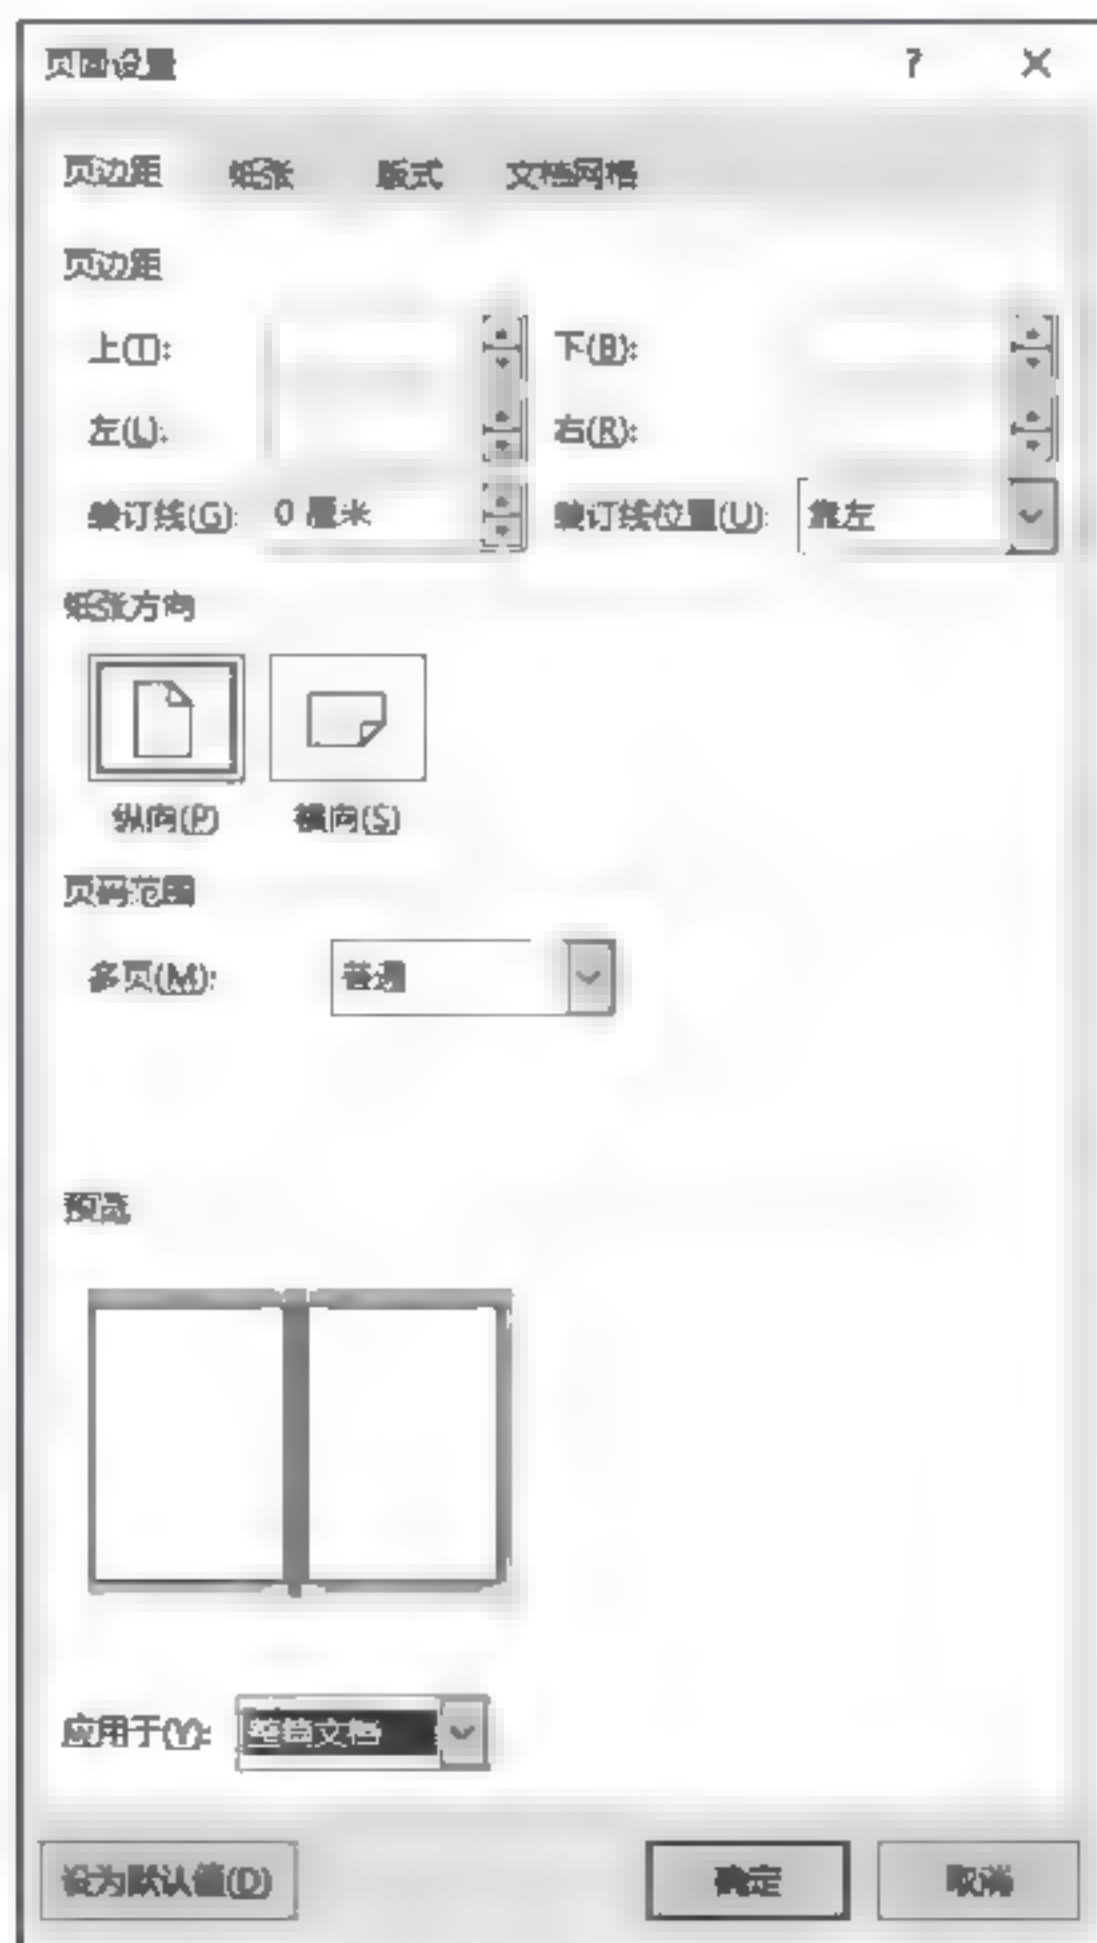 页面设置 ? ×
页边距 纸张 版式 文档网格
页边距
上(T): 下(B):
左(L): 右(R):
装订线(G): 0 厘米 装订线位置(U): 靠左
纸张方向
纵向(P) 横向(S)
页码范围
多页(M): 普通
预览
应用于(Y): 整篇文档
设为默认值(D) 确定 取消